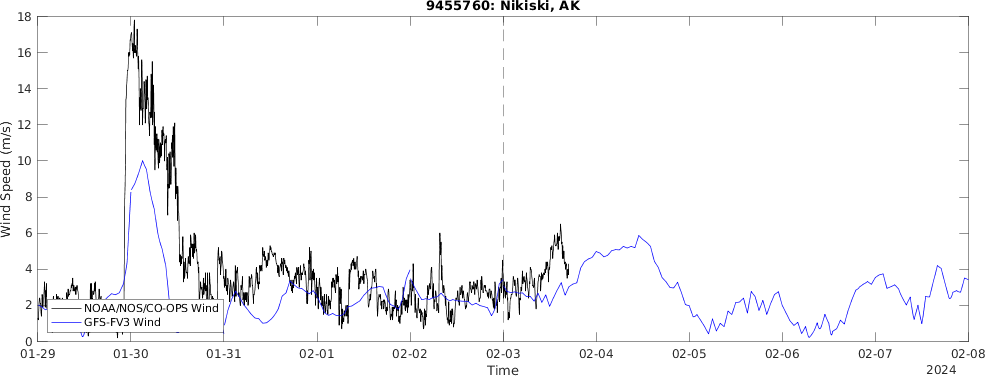 9455760: Nikiski, AK
18
16
14
12
10
8
6
4
2
0
Wind Speed (m/s)
NOAA/NOS/CO-OPS Wind
GFS-FV3 Wind
01-29 01-30 01-31 02-01 02-02 02-03 02-04 02-05 02-06 02-07 02-08
Time
2024